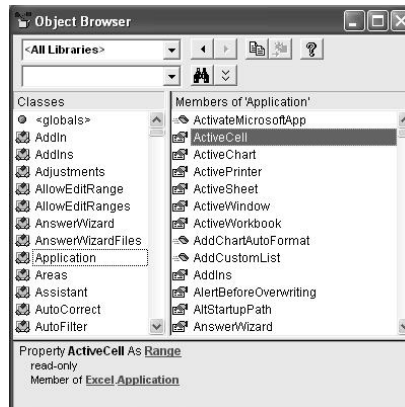 Object Browser
<All Libraries>
Classes
<globals>
AddIn
AddIns
Adjustments
AllowEditRange
AllowEditRanges
AnswerWizard
AnswerWizardFiles
Application
Areas
Assistant
AutoCorrect
AutoFilter
Members of 'Application'
ActivateMicrosoftApp
ActiveCell
ActiveChart
ActivePrinter
ActiveSheet
ActiveWindow
ActiveWorkbook
AddChartAutoFormat
AddCustomList
AddIns
AlertBeforeOverwriting
AltStartupPath
AnswerWizard
Property ActiveCell As Range
read-only
Member of Excel.Application